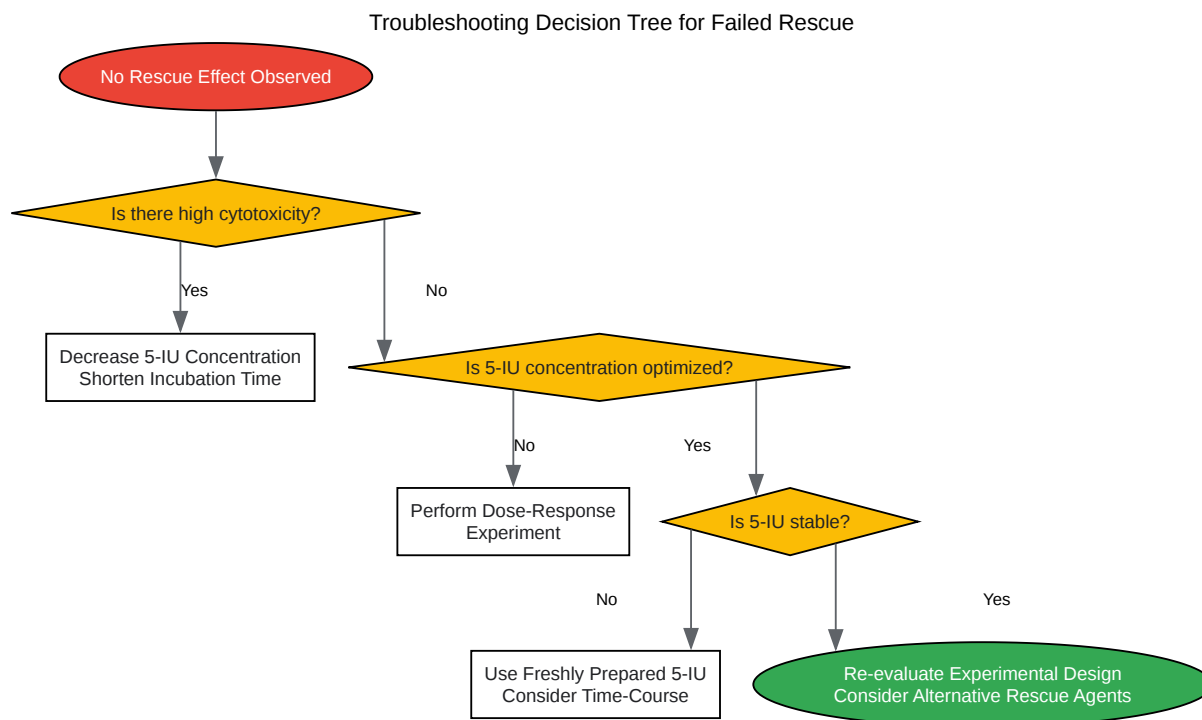 Troubleshooting Decision Tree for Failed Rescue
No Rescue Effect Observed
Is there high cytotoxicity?
Yes
No
Decrease 5-IU Concentration
Shorten Incubation Time
Is 5-IU concentration optimized?
No
Yes
Perform Dose-Response
Experiment
Is 5-IU stable?
No
Yes
Use Freshly Prepared 5-IU
Consider Time-Course
Re-evaluate Experimental Design
Consider Alternative Rescue Agents